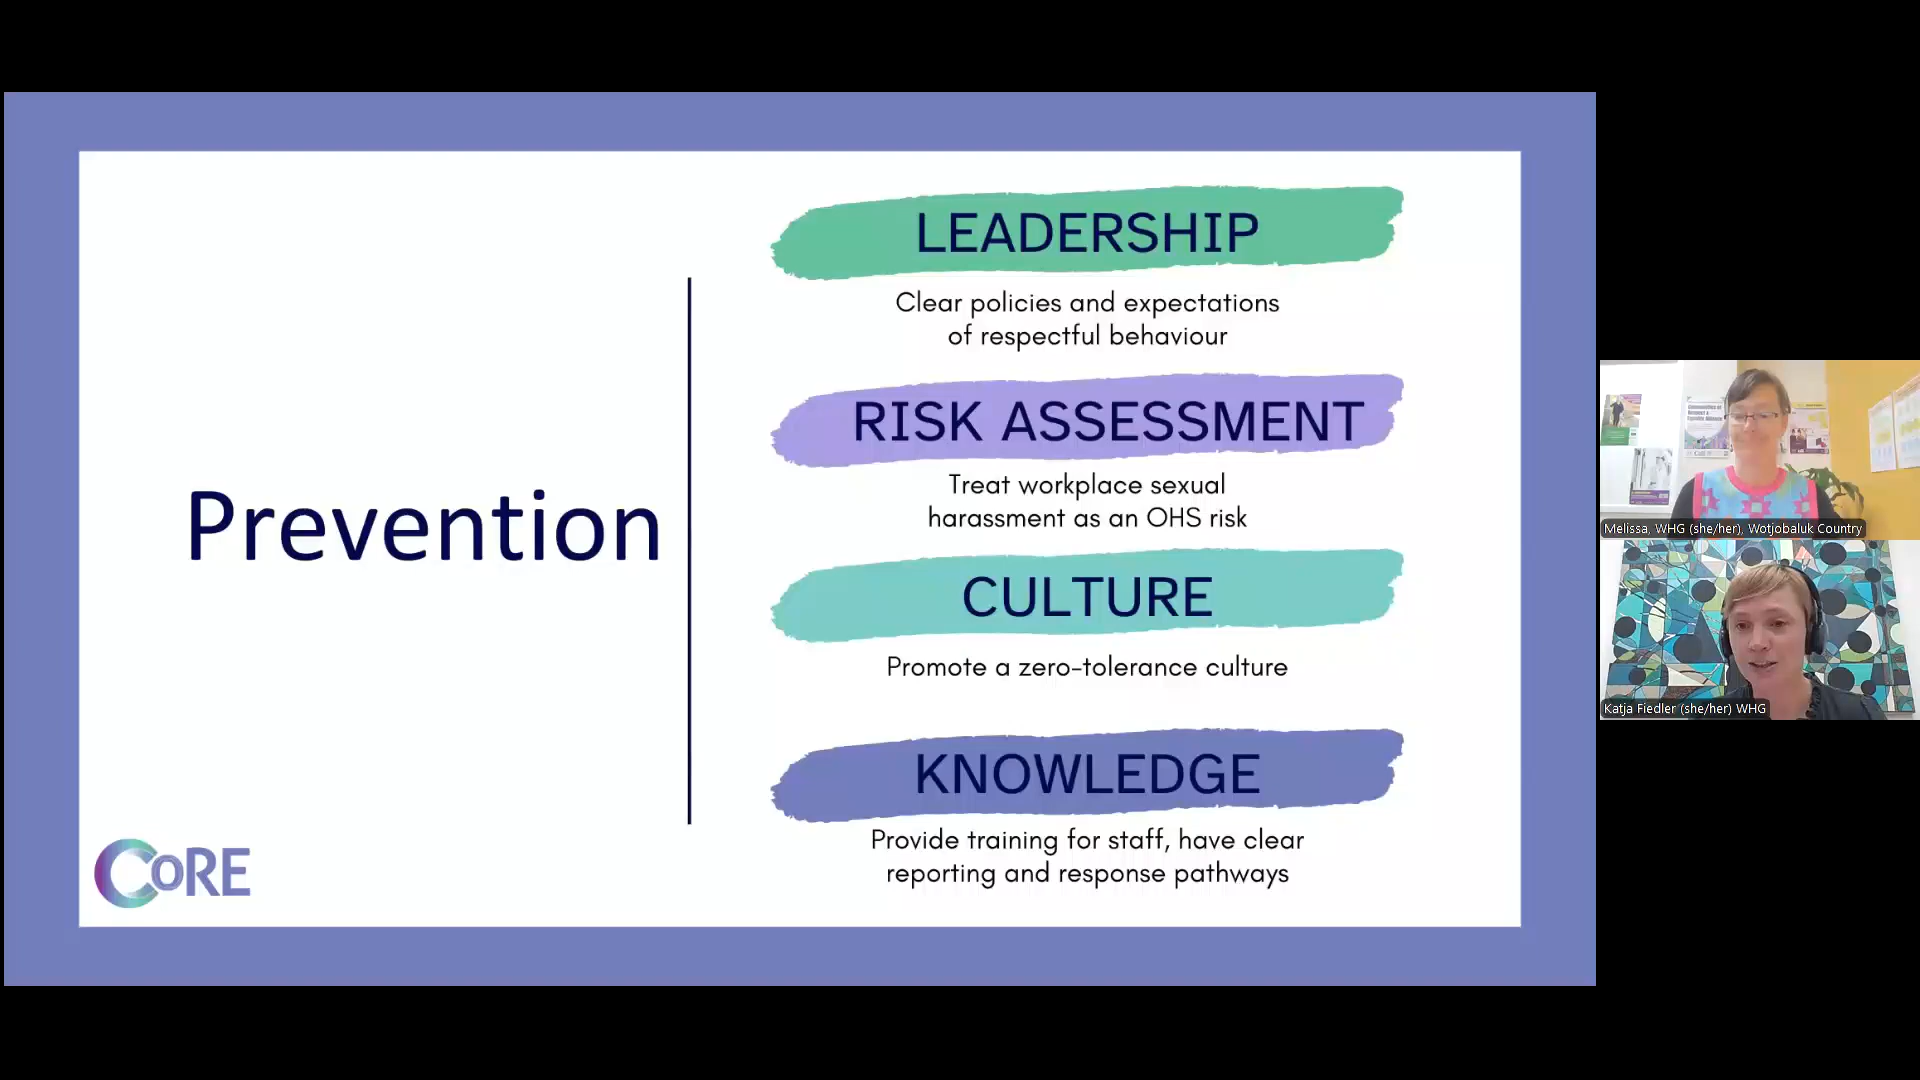 Prevention
LEADERSHIP
Clear policies and expectations
of respectful behaviour
RISK ASSESSMENT
Treat workplace sexual
harassment as an OHS risk
CULTURE
Promote a zero-tolerance culture
KNOWLEDGE
Provide training for staff, have clear
reporting and response pathways
CoRE
Melissa, WHG (she/her), Wotjobaluk Country
Katja Fiedler (she/her) WHG